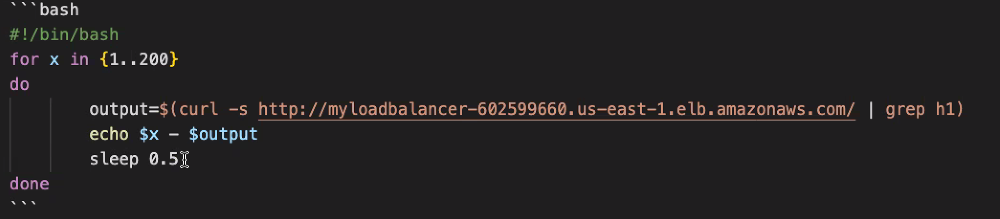 ```bash
#!/bin/bash
for x in {1..200}
do
output=$(curl -s http://myloadbalancer-602599660.us-east-1.elb.amazonaws.com/ | grep h1)
echo $x - $output
sleep 0.5
done
```